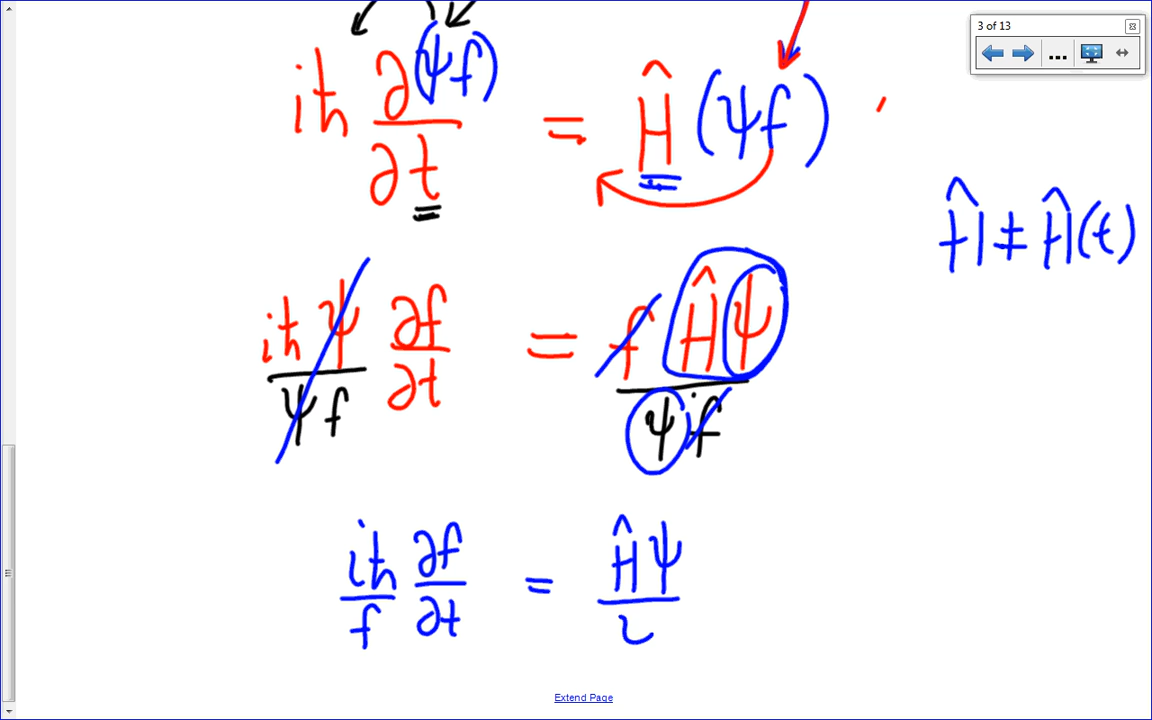 3 of 13
...
iħ ∂(ψf)/∂t = Ĥ(ψf)
Ĥ ≠ Ĥ(t)
iħψ/ψf ∂f/∂t = fĤψ/ψf
iħ/f ∂f/∂t = Ĥψ/
Extend Page